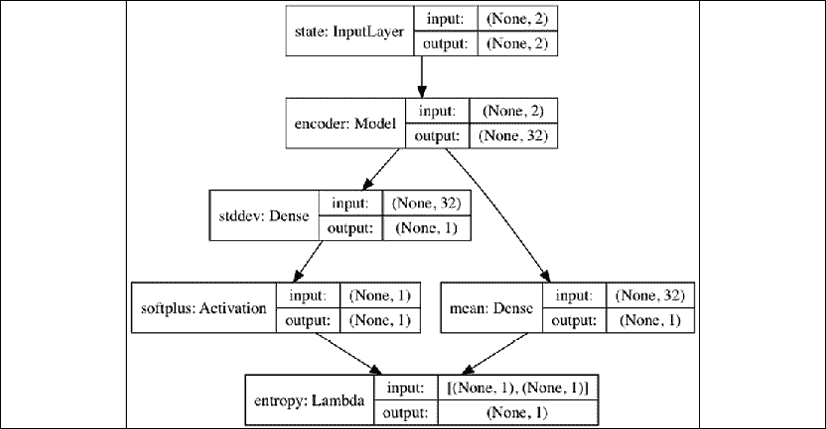 state: InputLayer
input: (None, 2)
output: (None, 2)
encoder: Model
input: (None, 2)
output: (None, 32)
stddev: Dense
input: (None, 32)
output: (None, 1)
softplus: Activation
input: (None, 1)
output: (None, 1)
mean: Dense
input: (None, 32)
output: (None, 1)
entropy: Lambda
input: [(None, 1), (None, 1)]
output: (None, 1)